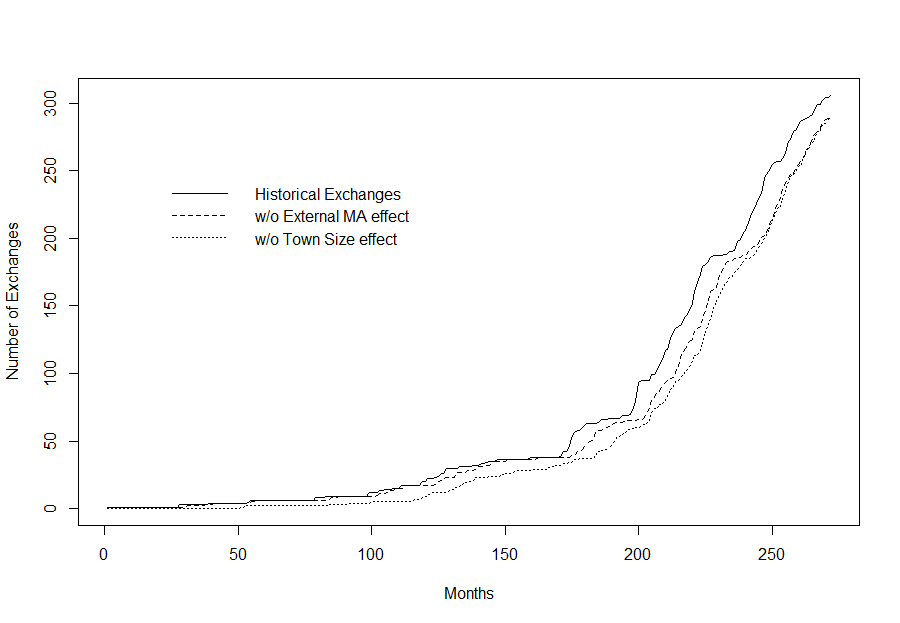 Number of Exchanges
300
250
200
150
100
50
0
Historical Exchanges
w/o External MA effect
w/o Town Size effect
0 50 100 150 200 250
Months